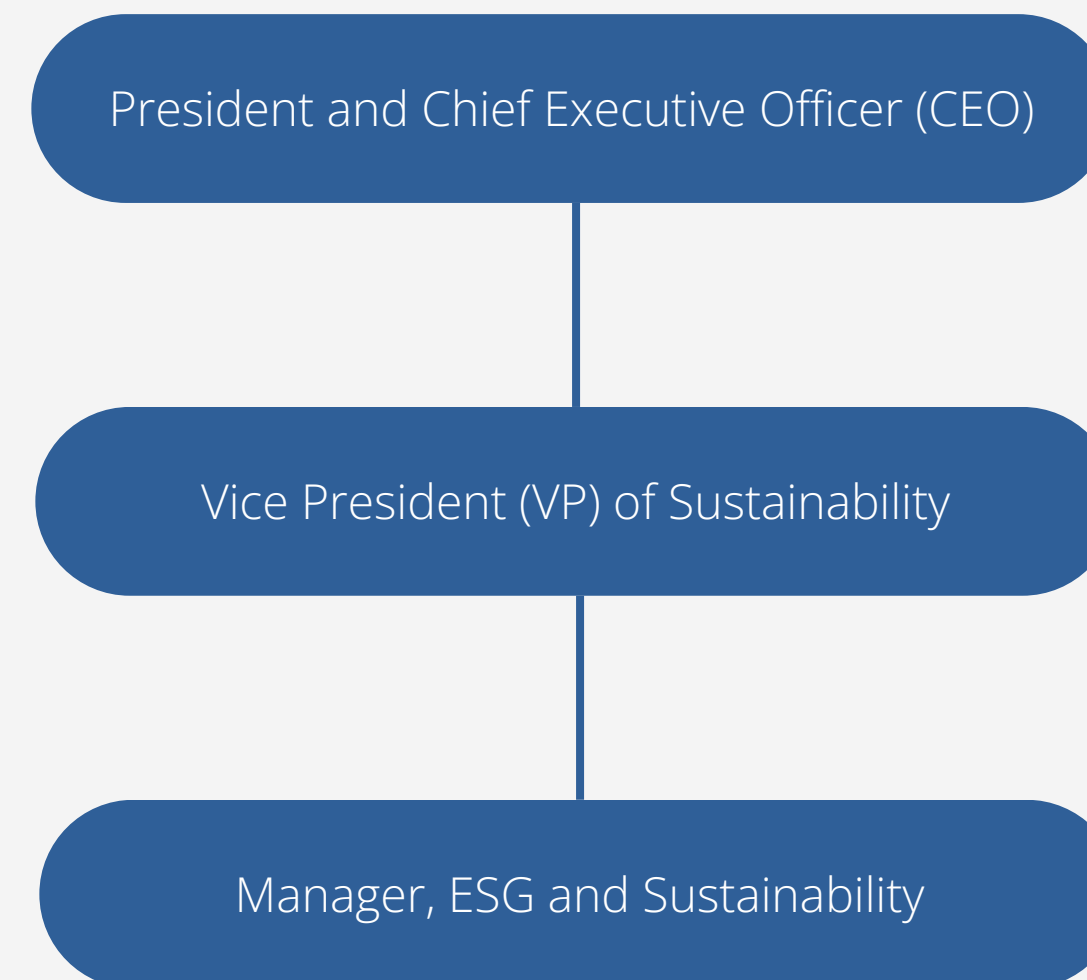 President and Chief Executive Officer (CEO)
Vice President (VP) of Sustainability
Manager, ESG and Sustainability